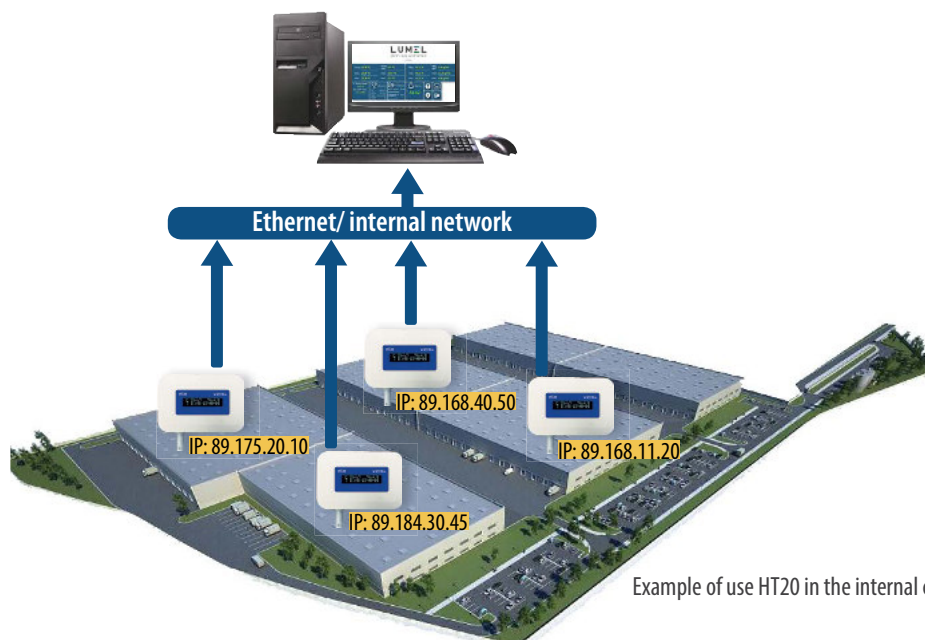 LUMEL
Ethernet/ internal network
IP: 89.168.40.50
IP: 89.175.20.10
IP: 89.168.11.20
IP: 89.184.30.45
Example of use HT20 in the internal